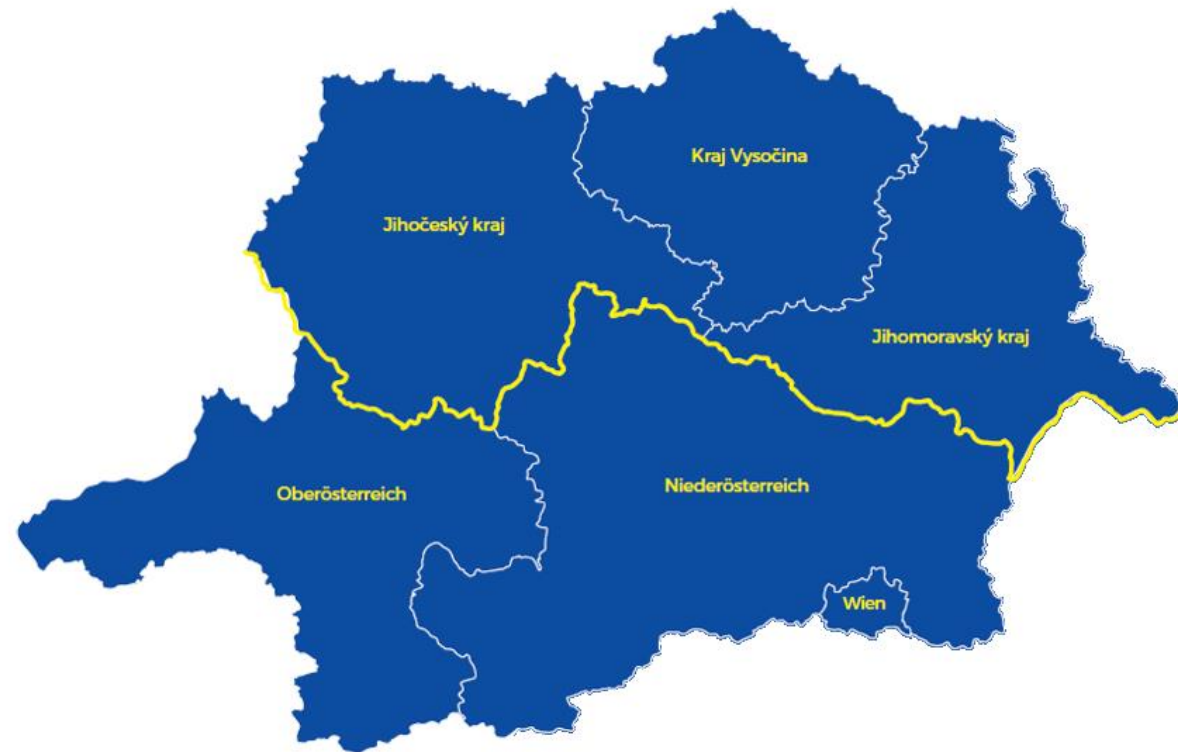 Kraj Vysočina
Jihočeský kraj
Jihomoravský kraj
Oberösterreich
Niederösterreich
Wien